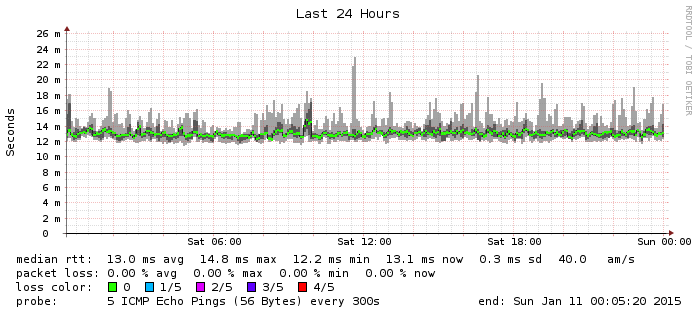 Last 24 Hours
RRDTOOL / TOBI OETIKER
Seconds
26 m
24 m
22 m
20 m
18 m
16 m
14 m
12 m
10 m
8 m
6 m
4 m
2 m
0
Sat 06:00 Sat 12:00 Sat 18:00 Sun 00:00
median rtt: 13.0 ms avg 14.8 ms max 12.2 ms min 13.1 ms now 0.3 ms sd 40.0 am/s
packet loss: 0.00 % avg 0.00 % max 0.00 % min 0.00 % now
loss color: 0 1/5 2/5 3/5 4/5
probe: 5 ICMP Echo Pings (56 Bytes) every 300s end: Sun Jan 11 00:05:20 2015